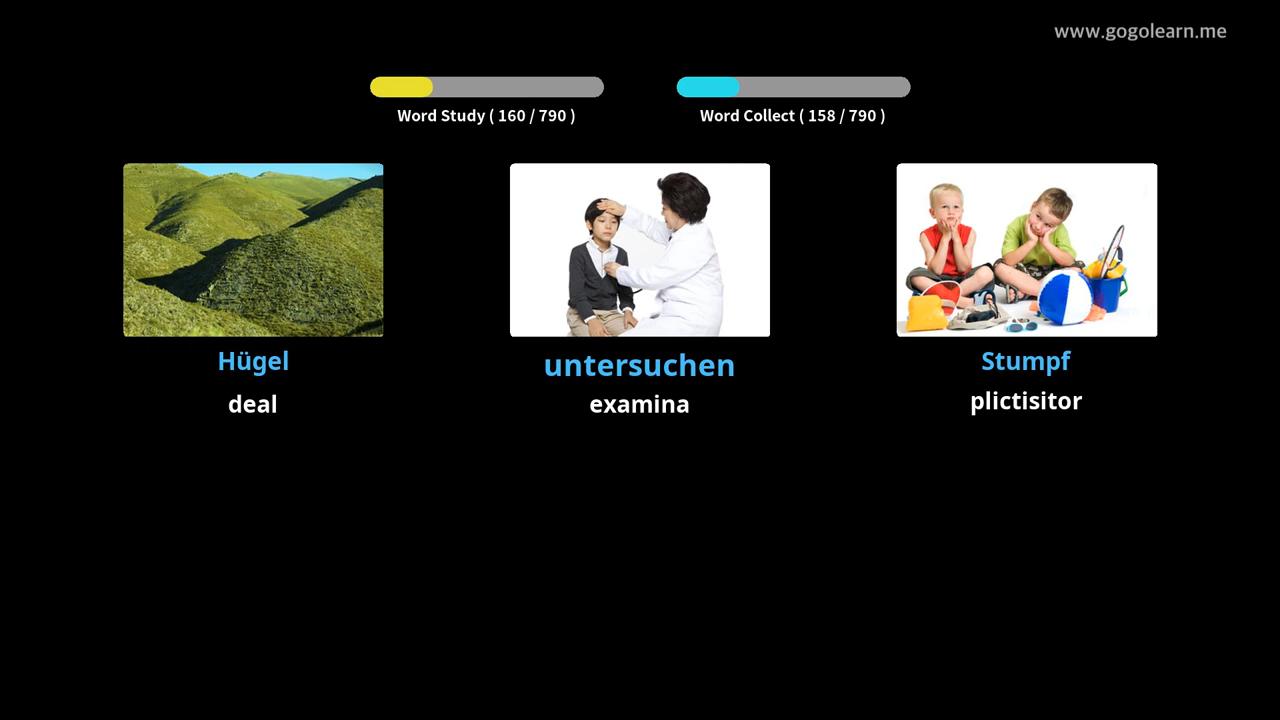 www.gogolearn.me
Word Study ( 160 / 790 )
Word Collect ( 158 / 790 )
Hügel
untersuchen
Stumpf
deal
examina
plictisitor